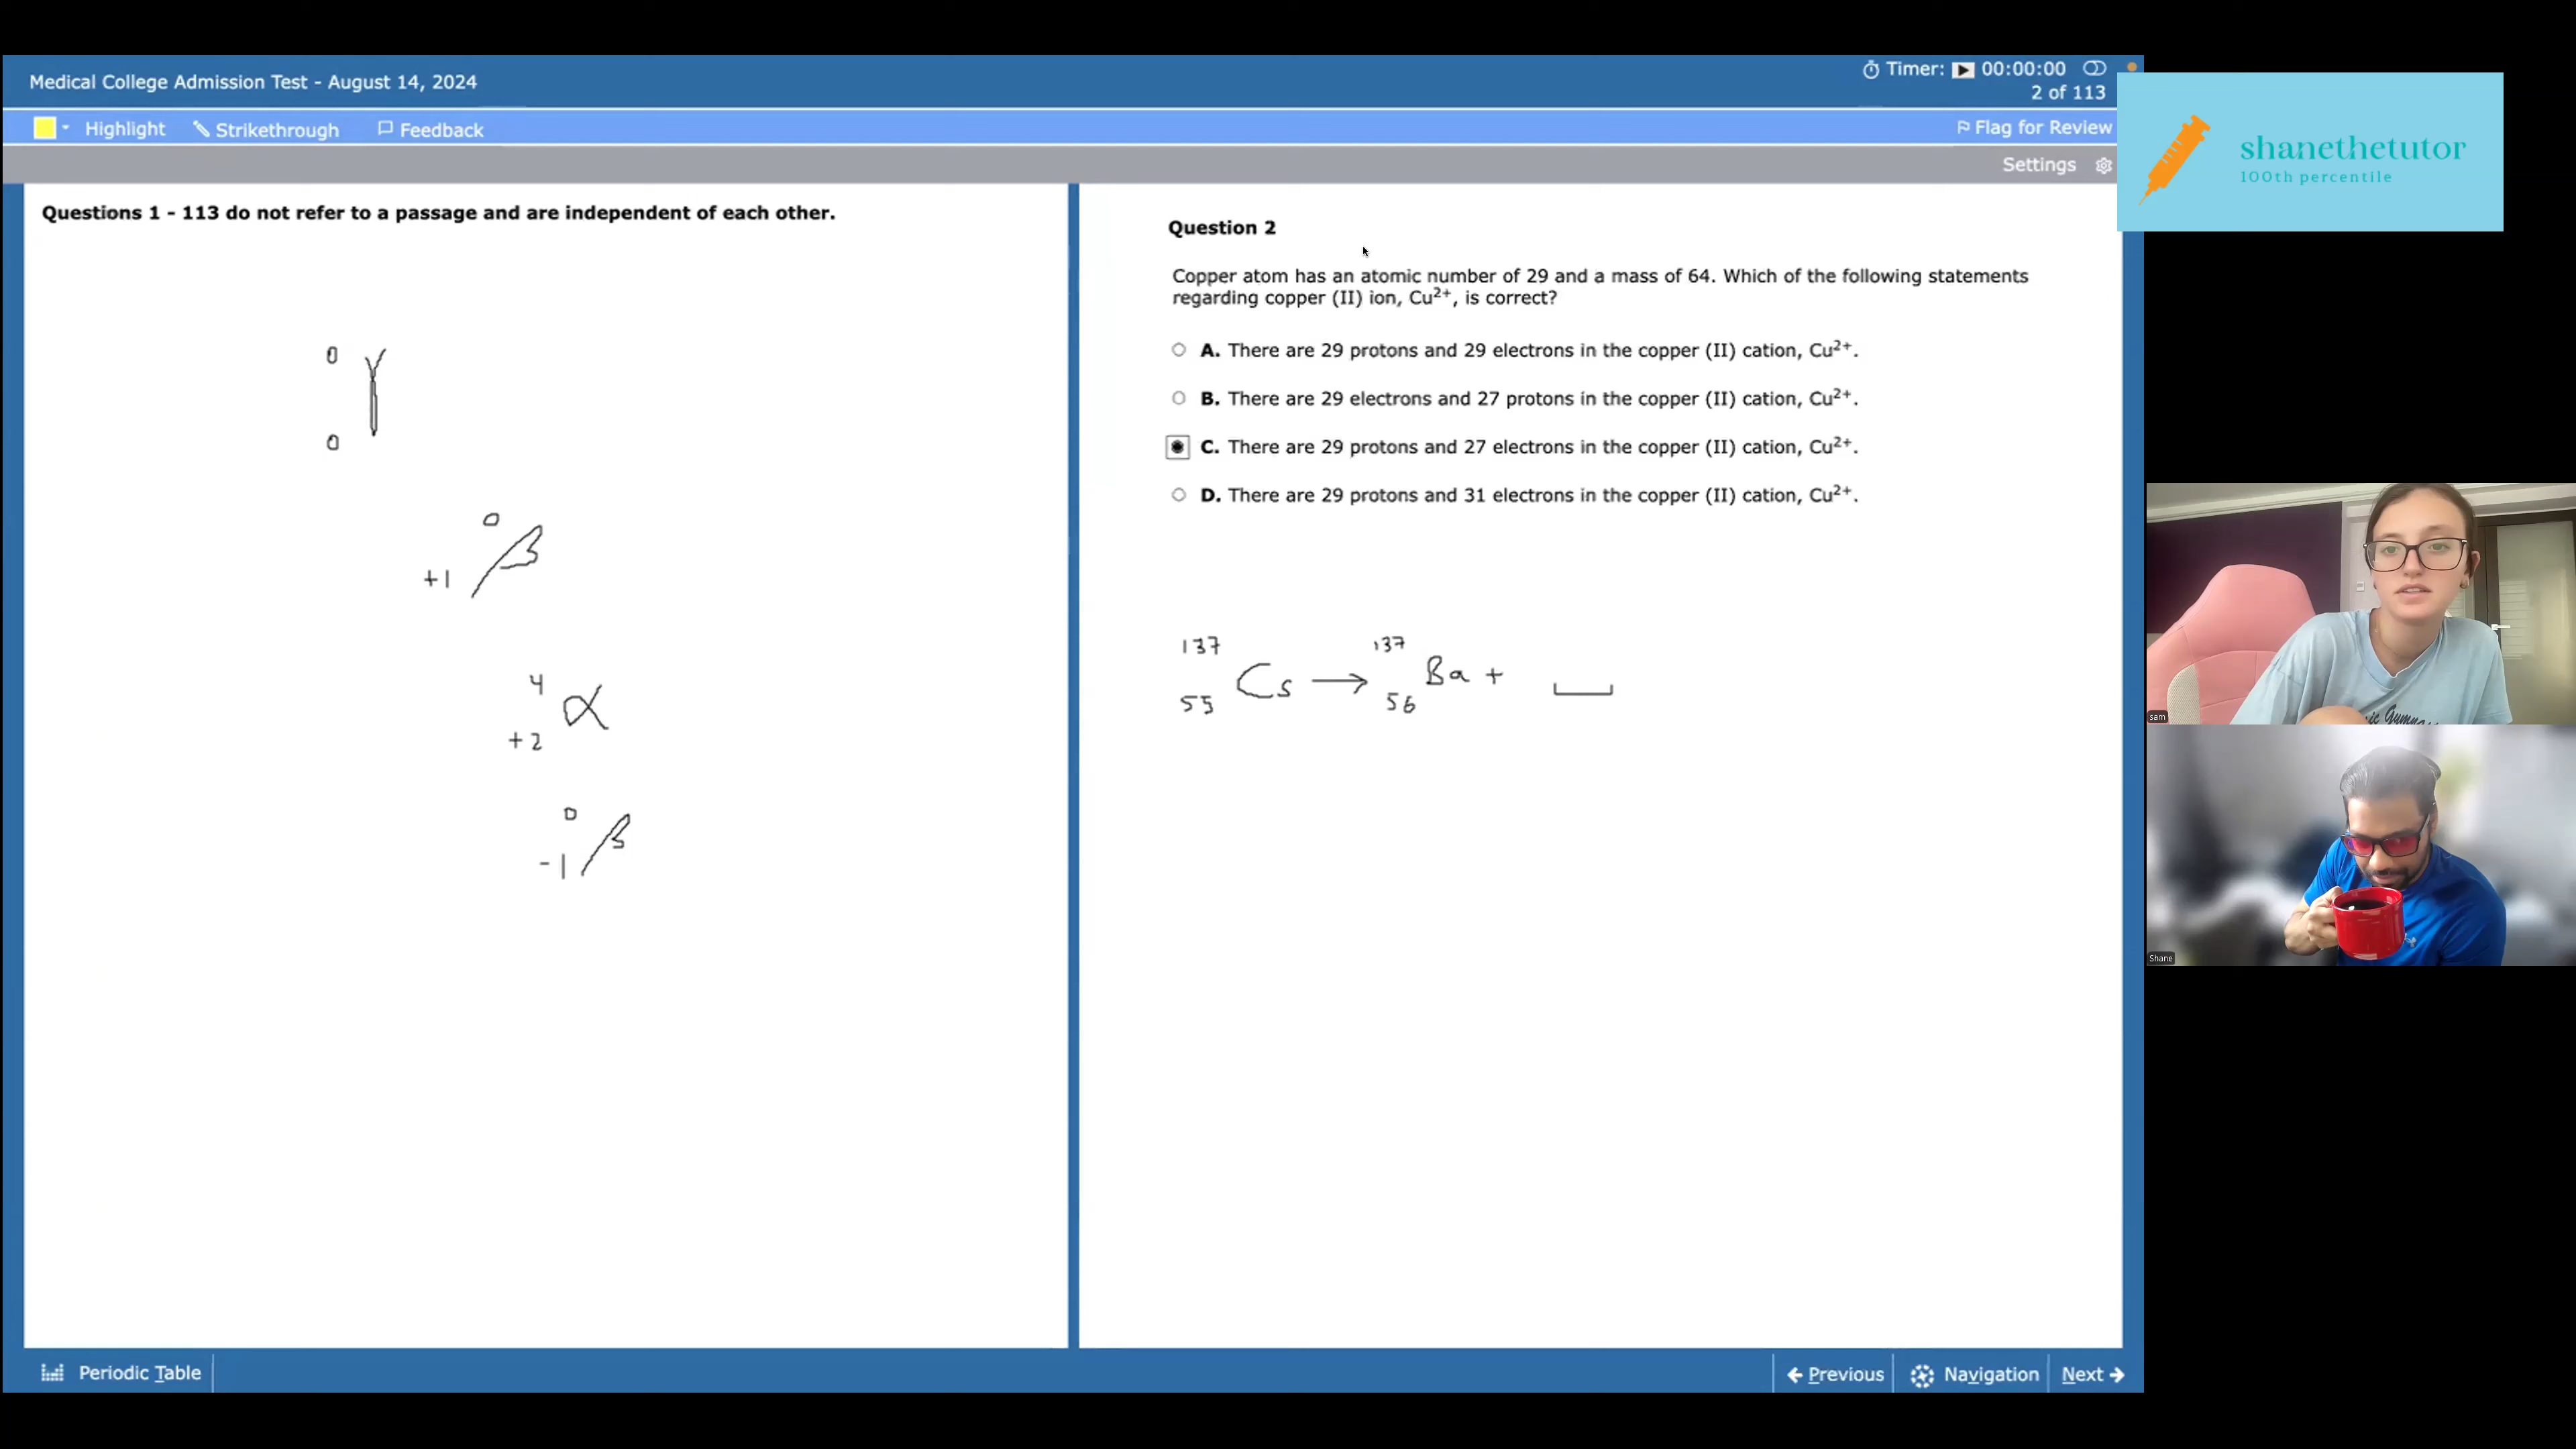 Medical College Admission Test - August 14, 2024
Timer: 00:00:00
2 of 113
Highlight Strikethrough Feedback
Flag for Review
Settings
shanethetutor
100th percentile
Questions 1 - 113 do not refer to a passage and are independent of each other.
0
γ
0
0
+1 β
4
α
+2
0
-1 β
Question 2
Copper atom has an atomic number of 29 and a mass of 64. Which of the following statements
regarding copper (II) ion, Cu²⁺, is correct?
A. There are 29 protons and 29 electrons in the copper (II) cation, Cu²⁺.
B. There are 29 electrons and 27 protons in the copper (II) cation, Cu²⁺.
C. There are 29 protons and 27 electrons in the copper (II) cation, Cu²⁺.
D. There are 29 protons and 31 electrons in the copper (II) cation, Cu²⁺.
137 137
Cs → Ba +
55 56
sam
Shane
Periodic Table
Previous Navigation Next